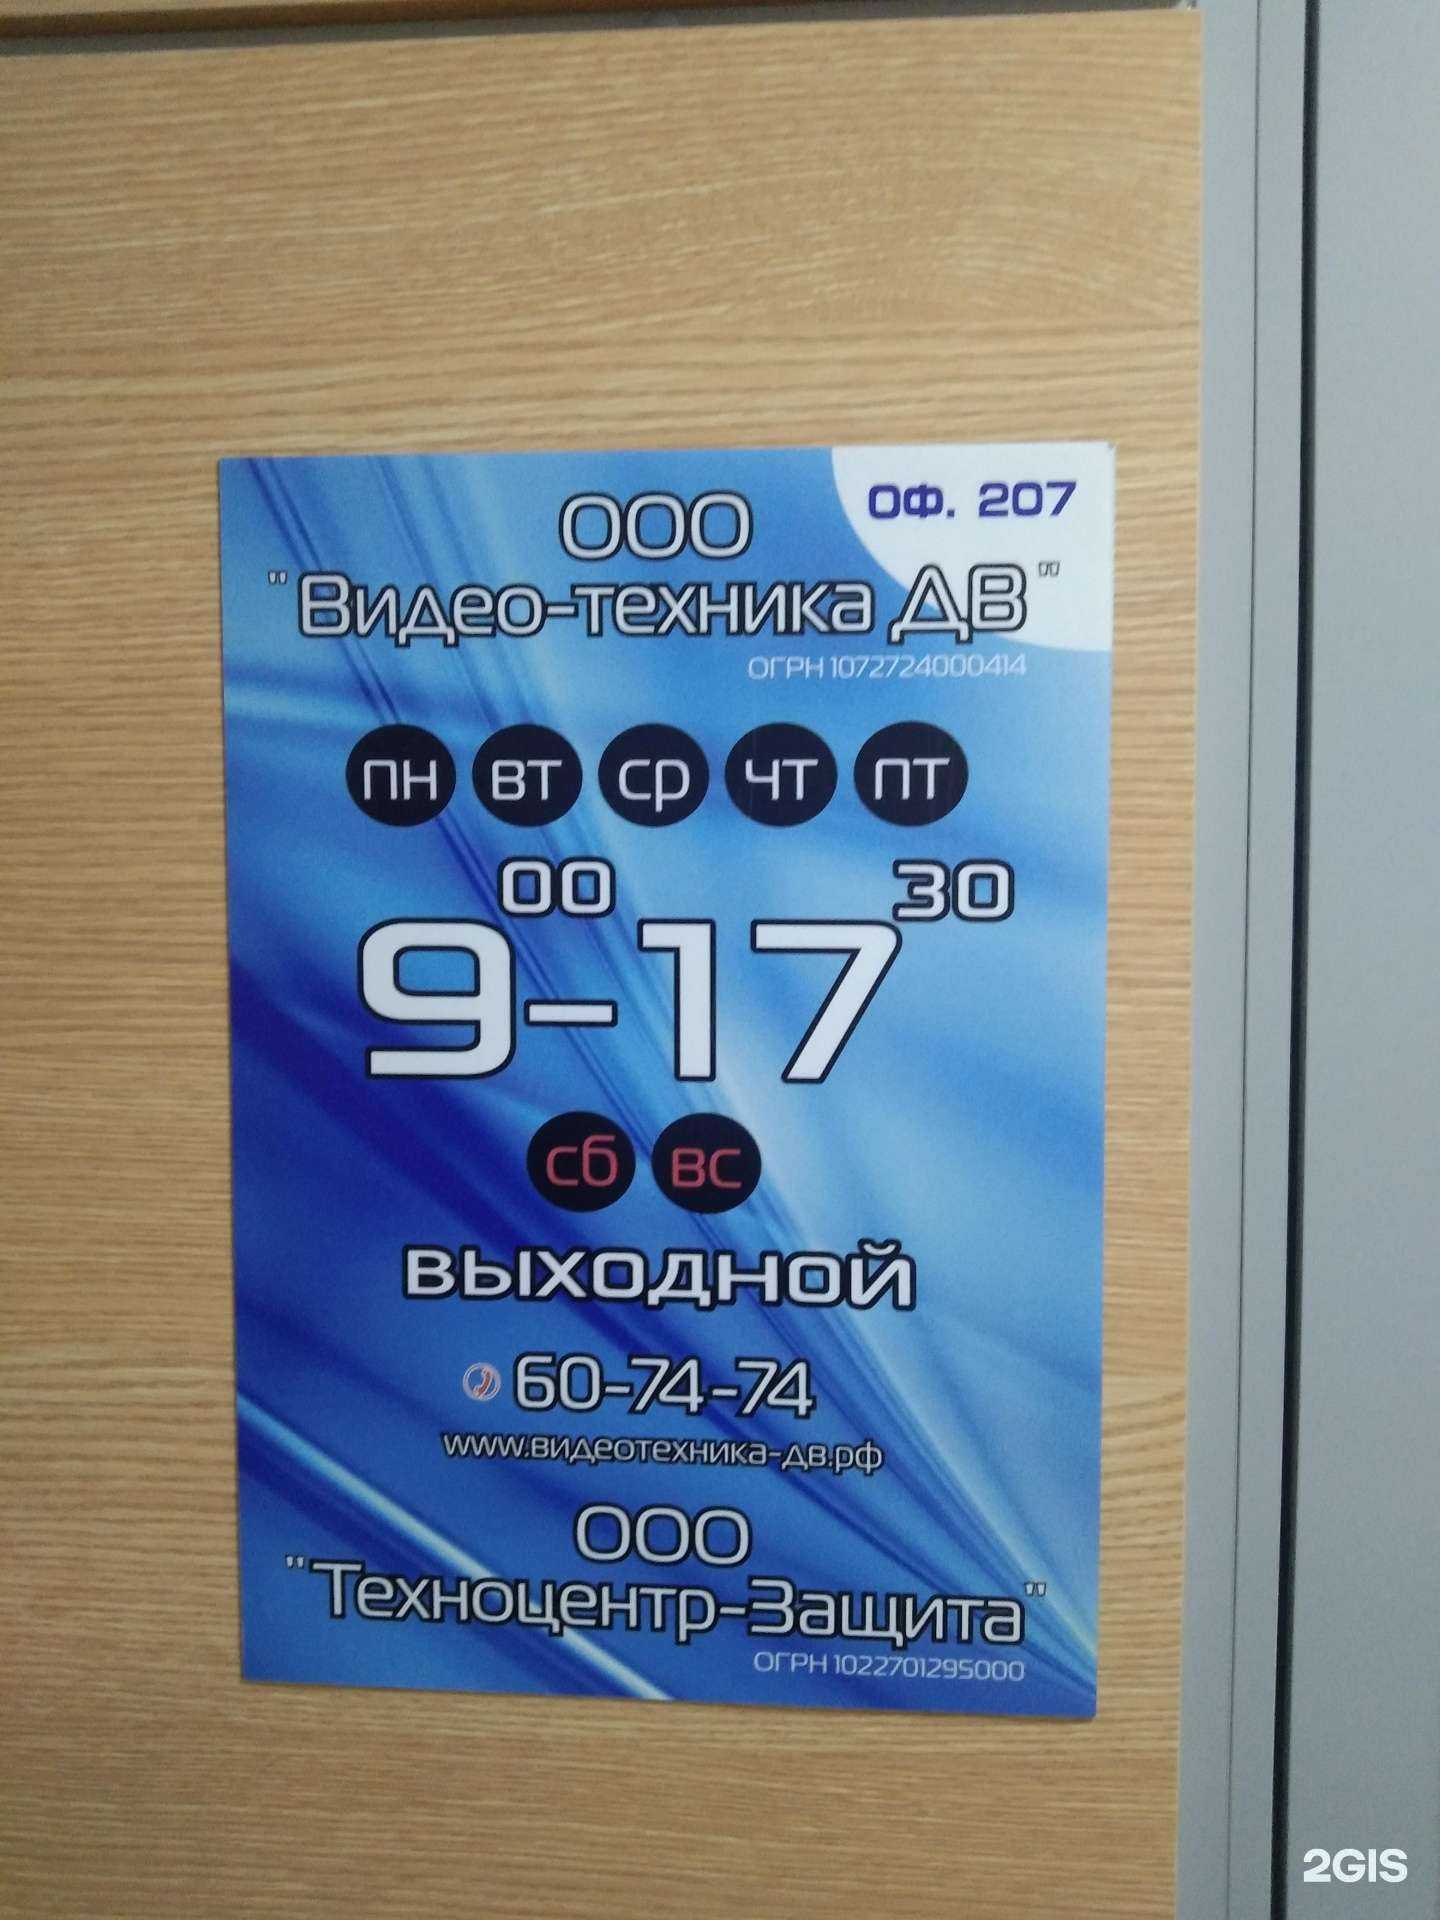 ОФ. 207
ООО
"Видео-техника ДВ"
ОГРН 1072724000414
пн вт ср чт пт
9 00 - 17 30
сб вс
выходной
60-74-74
www.видеотехника-дв.рф
ООО
"Техноцентр-Защита"
ОГРН 1022701295000
2GIS